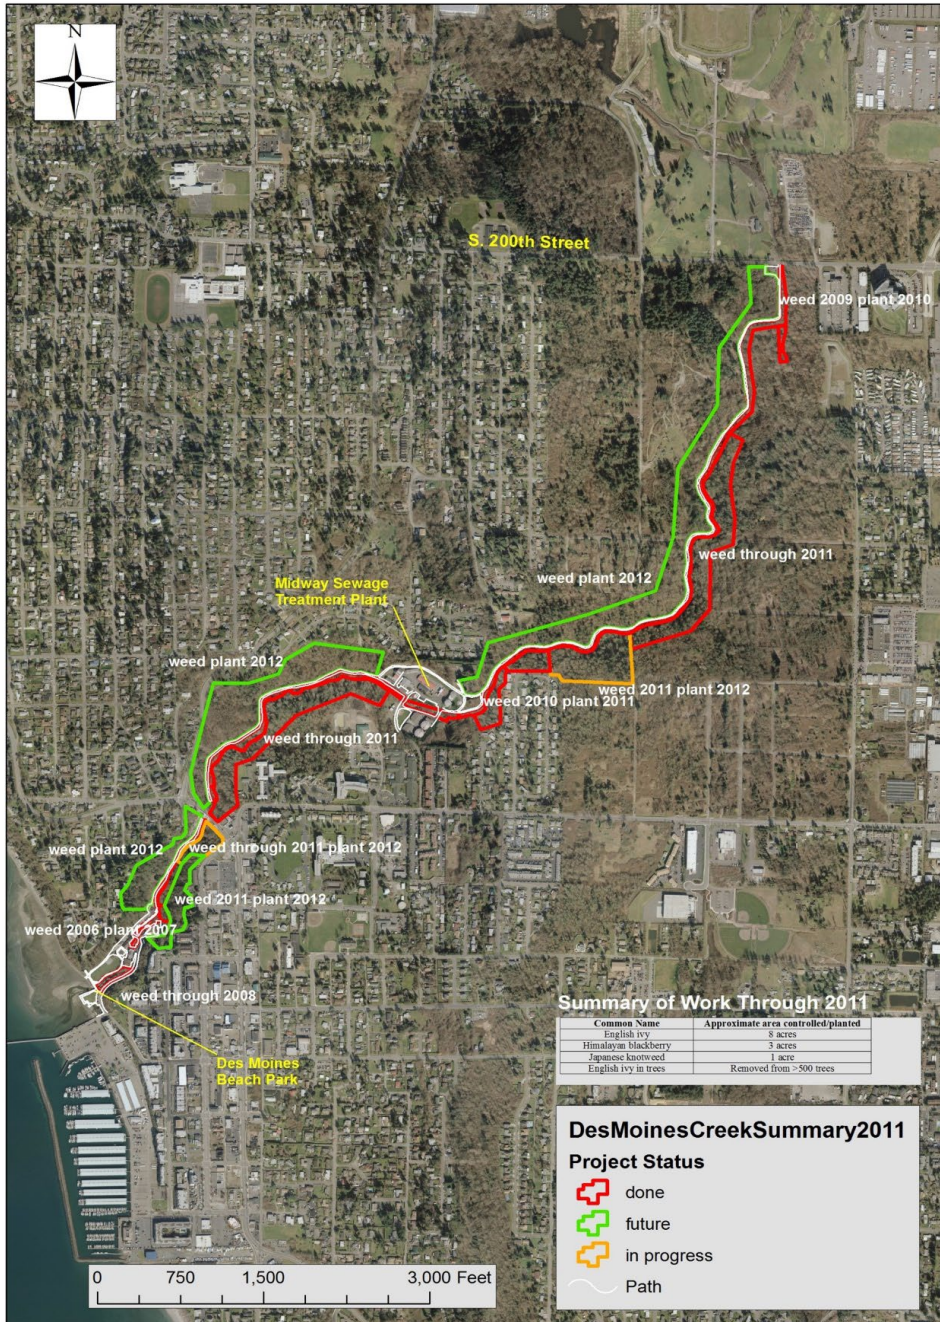 N
S. 200th Street
weed 2009 plant 2010
weed through 2011
weed plant 2012
Midway Sewage
Treatment Plant
weed plant 2012
weed 2011 plant 2012
weed 2010 plant 2011
weed through 2011
weed plant 2012
weed through 2011 plant 2012
weed 2011 plant 2012
weed 2006 plant 2007
weed through 2008
Des Moines
Beach Park
Summary of Work Through 2011
Common Name Approximate area controlled/planted
English ivy 8 acres
Himalayan blackberry 3 acres
Japanese knotweed 1 acre
English ivy in trees Removed from >500 trees
DesMoinesCreekSummary2011
Project Status
done
future
in progress
Path
0 750 1,500 3,000 Feet